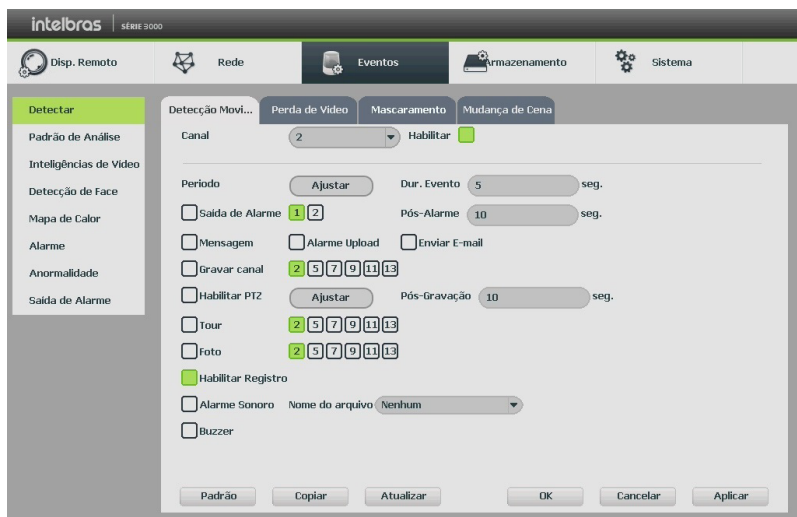 intelbras SÉRIE 3000
Disp. Remoto Rede Eventos Armazenamento Sistema
Detectar
Padrão de Análise
Inteligências de Vídeo
Detecção de Face
Mapa de Calor
Alarme
Anormalidade
Saída de Alarme
Detecção Movi... Perda de Vídeo Mascaramento Mudança de Cena
Canal 2 Habilitar
Período Ajustar Dur. Evento 5 seg.
Saída de Alarme 1 2 Pós-Alarme 10 seg.
Mensagem Alarme Upload Enviar E-mail
Gravar canal 2 5 7 9 11 13
Habilitar PTZ Ajustar Pós-Gravação 10 seg.
Tour 2 5 7 9 11 13
Foto 2 5 7 9 11 13
Habilitar Registro
Alarme Sonoro Nome do arquivo Nenhum
Buzzer
Padrão Copiar Atualizar OK Cancelar Aplicar